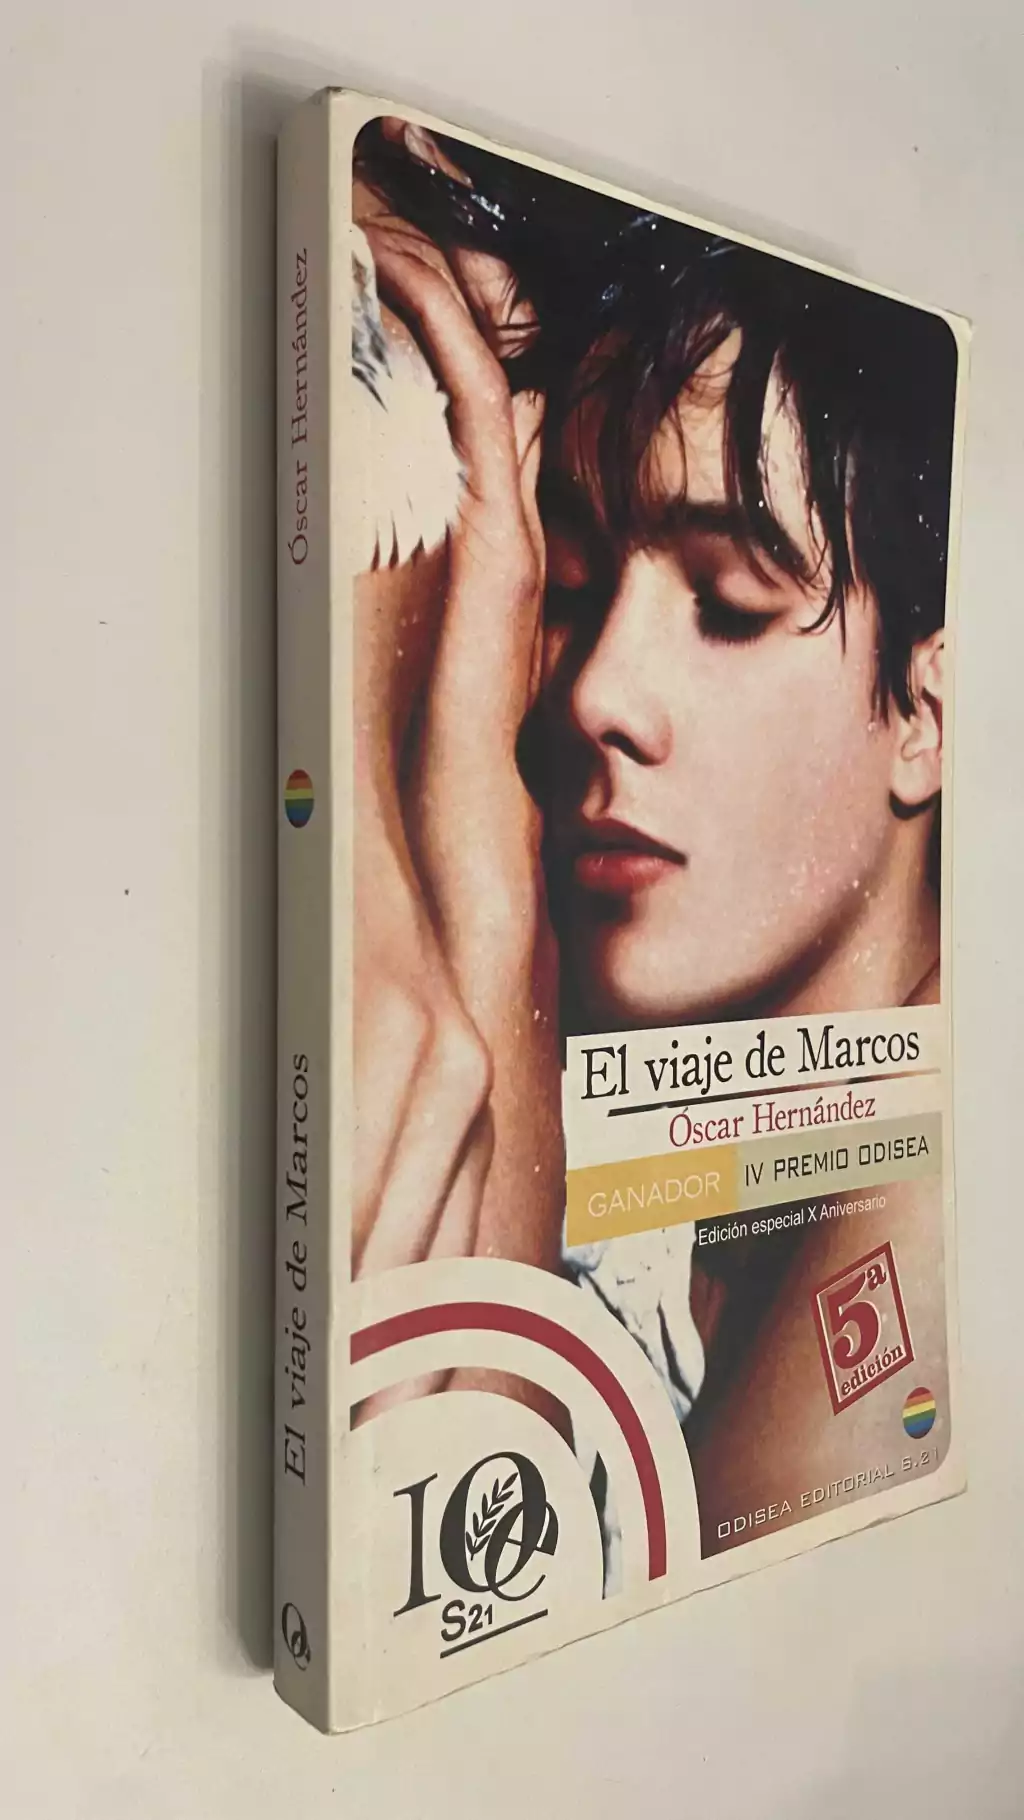 Óscar Hernández
El viaje de Marcos
El viaje de Marcos
Óscar Hernández
GANADOR
IV PREMIO ODISEA
Edición especial X Aniversario
5ª
edición
ODISEA EDITORIAL S.21
S21